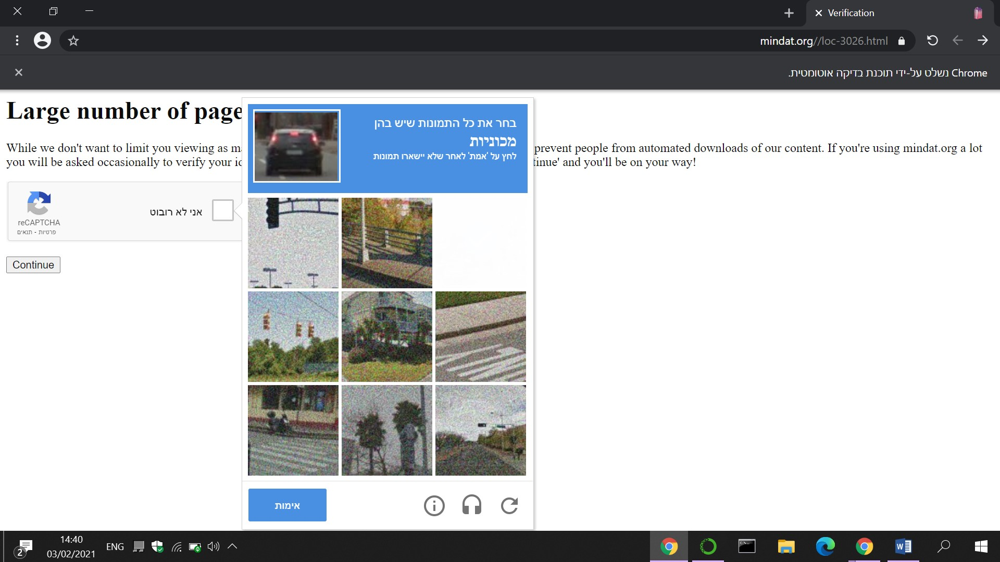 Verification
mindat.org//loc-3026.html
Chrome נשלט על-ידי תוכנת בדיקה אוטומטית.
Large number of page
While we don't want to limit you viewing as ma
prevent people from automated downloads of our content. If you're using mindat.org a lot
you will be asked occasionally to verify your id
tinue' and you'll be on your way!
בחר את כל התמונות שיש בהן
מכוניות
לחץ על 'אמת' לאחר שלא יישארו תמונות
אני לא רובוט
reCAPTCHA
פרטיות - תנאים
Continue
אימות
2
14:40
03/02/2021
ENG